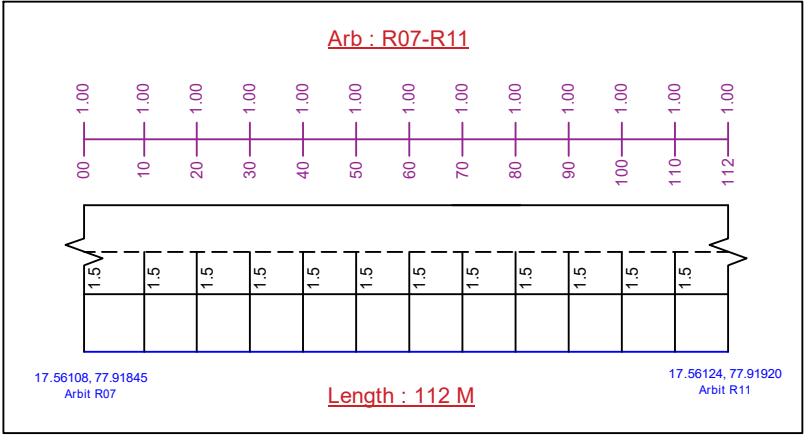 Arb : R07-R11
1.00 1.00 1.00 1.00 1.00 1.00 1.00 1.00 1.00 1.00 1.00 1.00 1.00
00 10 20 30 40 50 60 70 80 90 100 110 112
1.5 1.5 1.5 1.5 1.5 1.5 1.5 1.5 1.5 1.5 1.5 1.5
17.56108, 77.91845
Arbit R07
Length : 112 M
17.56124, 77.91920
Arbit R11